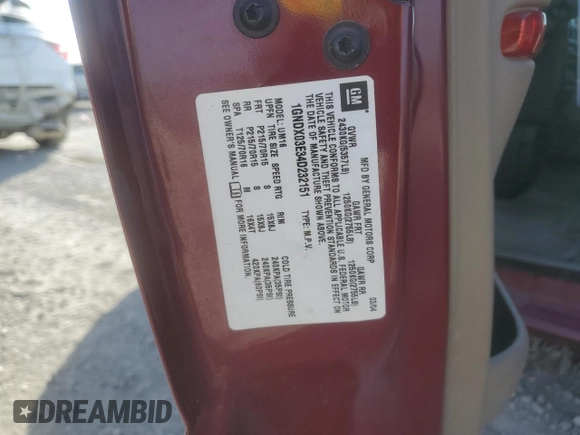 GM
MFD BY GENERAL MOTORS CORP 03/04
GVWR GAWR FRT GAWR RR
2430KG(5357LB) 1250KG(2755LB) 1250KG(2755LB)
THIS VEHICLE CONFORMS TO ALL APPLICABLE U.S. FEDERAL MOTOR
VEHICLE SAFETY AND THEFT PREVENTION STANDARDS IN EFFECT ON
THE DATE OF MANUFACTURE SHOWN ABOVE.
1GNDX03E34D232151 TYPE: M.P.V.
MODEL: UM16
UPFN TIRE SIZE SPEED RTG RIM COLD TIRE PRESSURE
FRT P215/70R15 S 15X6J 240KPA(35PSI)
RR P215/70R15 S 15X6J 240KPA(35PSI)
SPA T125/70R15 M 15X4T 420KPA(60PSI)
SEE OWNER'S MANUAL FOR MORE INFORMATION.
DREAMBID